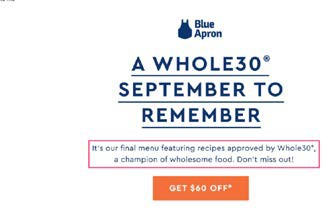 Blue
Apron
A WHOLE30®
SEPTEMBER TO
REMEMBER
It's our final menu featuring recipes approved by Whole30®,
a champion of wholesome food. Don't miss out!
GET $60 OFF*